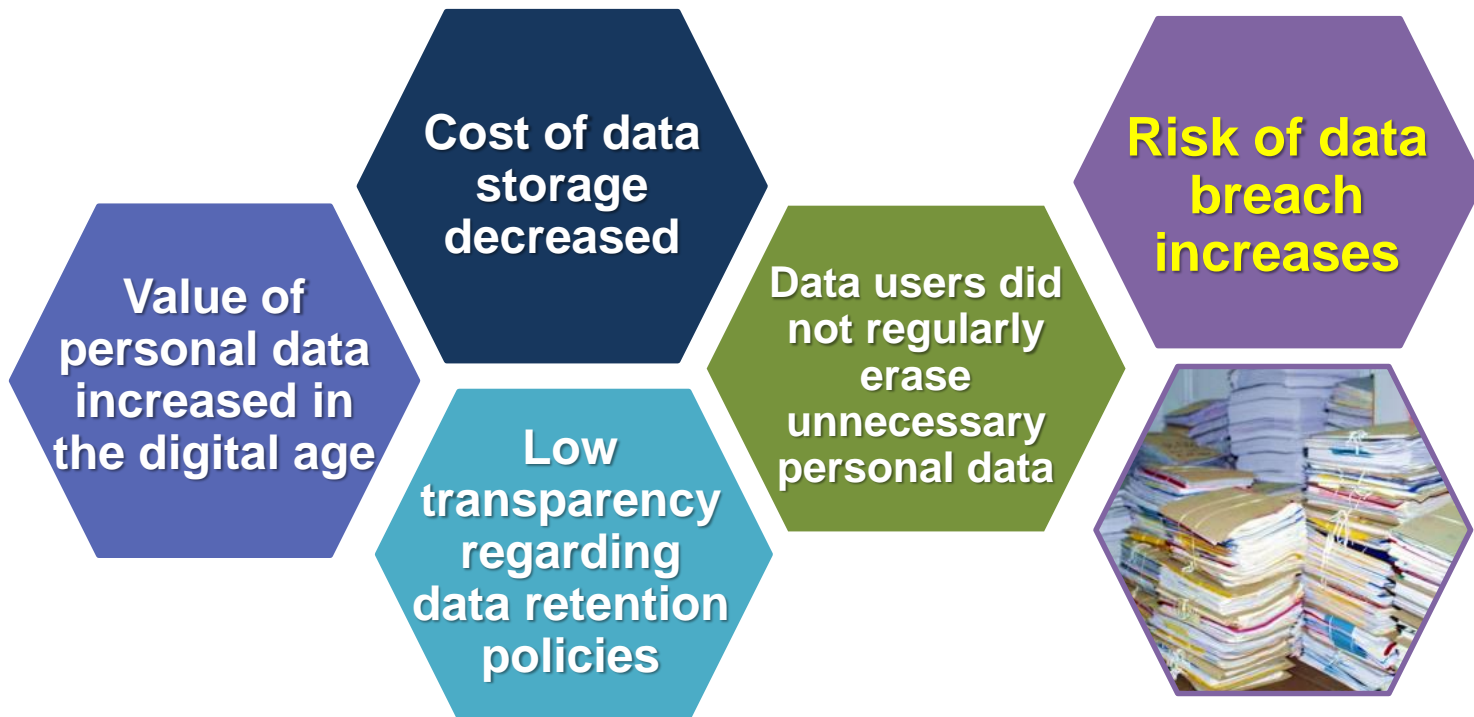 Value of
personal data
increased in
the digital age
Cost of data
storage
decreased
Low
transparency
regarding
data retention
policies
Data users did
not regularly
erase
unnecessary
personal data
Risk of data
breach
increases